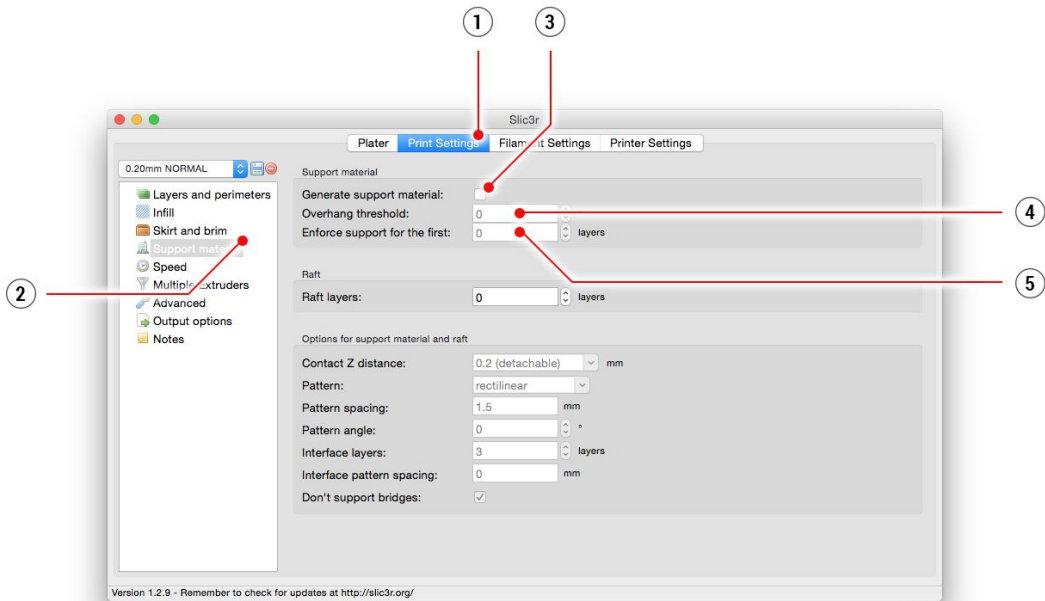 1 3
Slic3r
Plater Print Settings Filament Settings Printer Settings
0.20mm NORMAL
Layers and perimeters
Infill
Skirt and brim
Support material
Speed
Multiple Extruders
Advanced
Output options
Notes
2
Support material
Generate support material:
Overhang threshold: 0 °
4
Enforce support for the first: 0 layers
5
Raft
Raft layers: 0 layers
Options for support material and raft
Contact Z distance: 0.2 (detachable) mm
Pattern: rectilinear
Pattern spacing: 1.5 mm
Pattern angle: 0 °
Interface layers: 3 layers
Interface pattern spacing: 0 mm
Don't support bridges:
Version 1.2.9 - Remember to check for updates at http://slic3r.org/